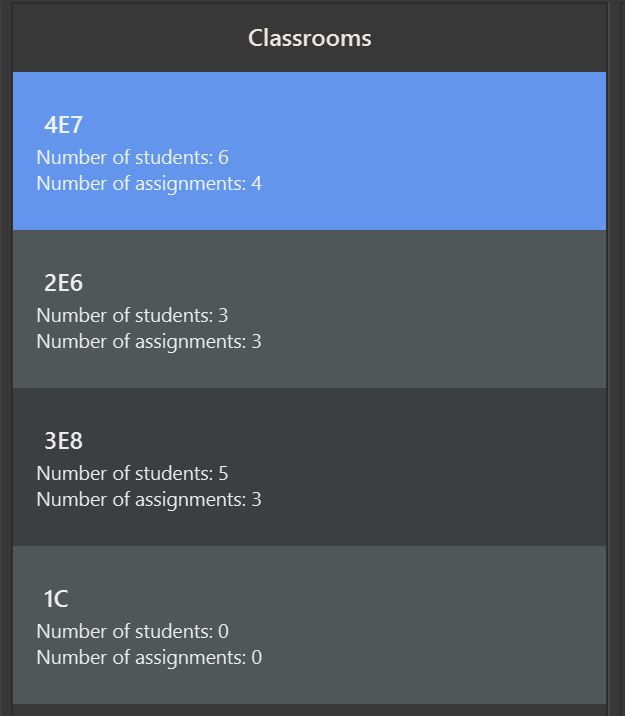 Classrooms
4E7
Number of students: 6
Number of assignments: 4
2E6
Number of students: 3
Number of assignments: 3
3E8
Number of students: 5
Number of assignments: 3
1C
Number of students: 0
Number of assignments: 0